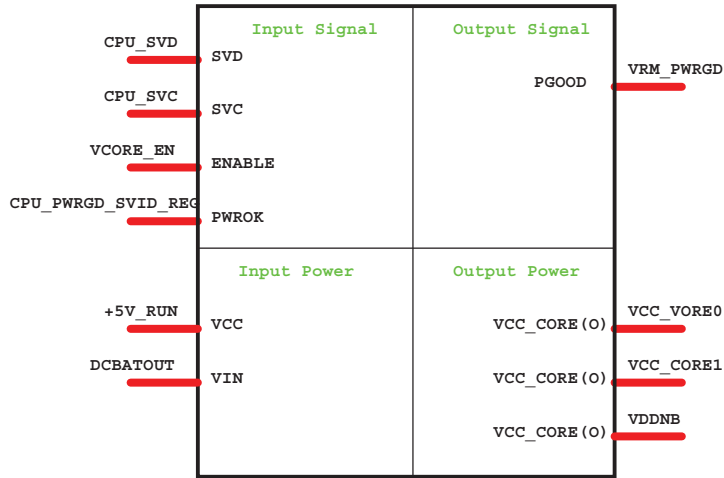 Input Signal
Output Signal
CPU_SVD
SVD
VRM_PWRGD
PGOOD
CPU_SVC
SVC
VCORE_EN
ENABLE
CPU_PWRGD_SVID_REG
PWROK
Input Power
Output Power
+5V_RUN
VCC
VCC_CORE(O)
VCC_VORE0
DCBATOUT
VIN
VCC_CORE(O)
VCC_CORE1
VCC_CORE(O)
VDDNB